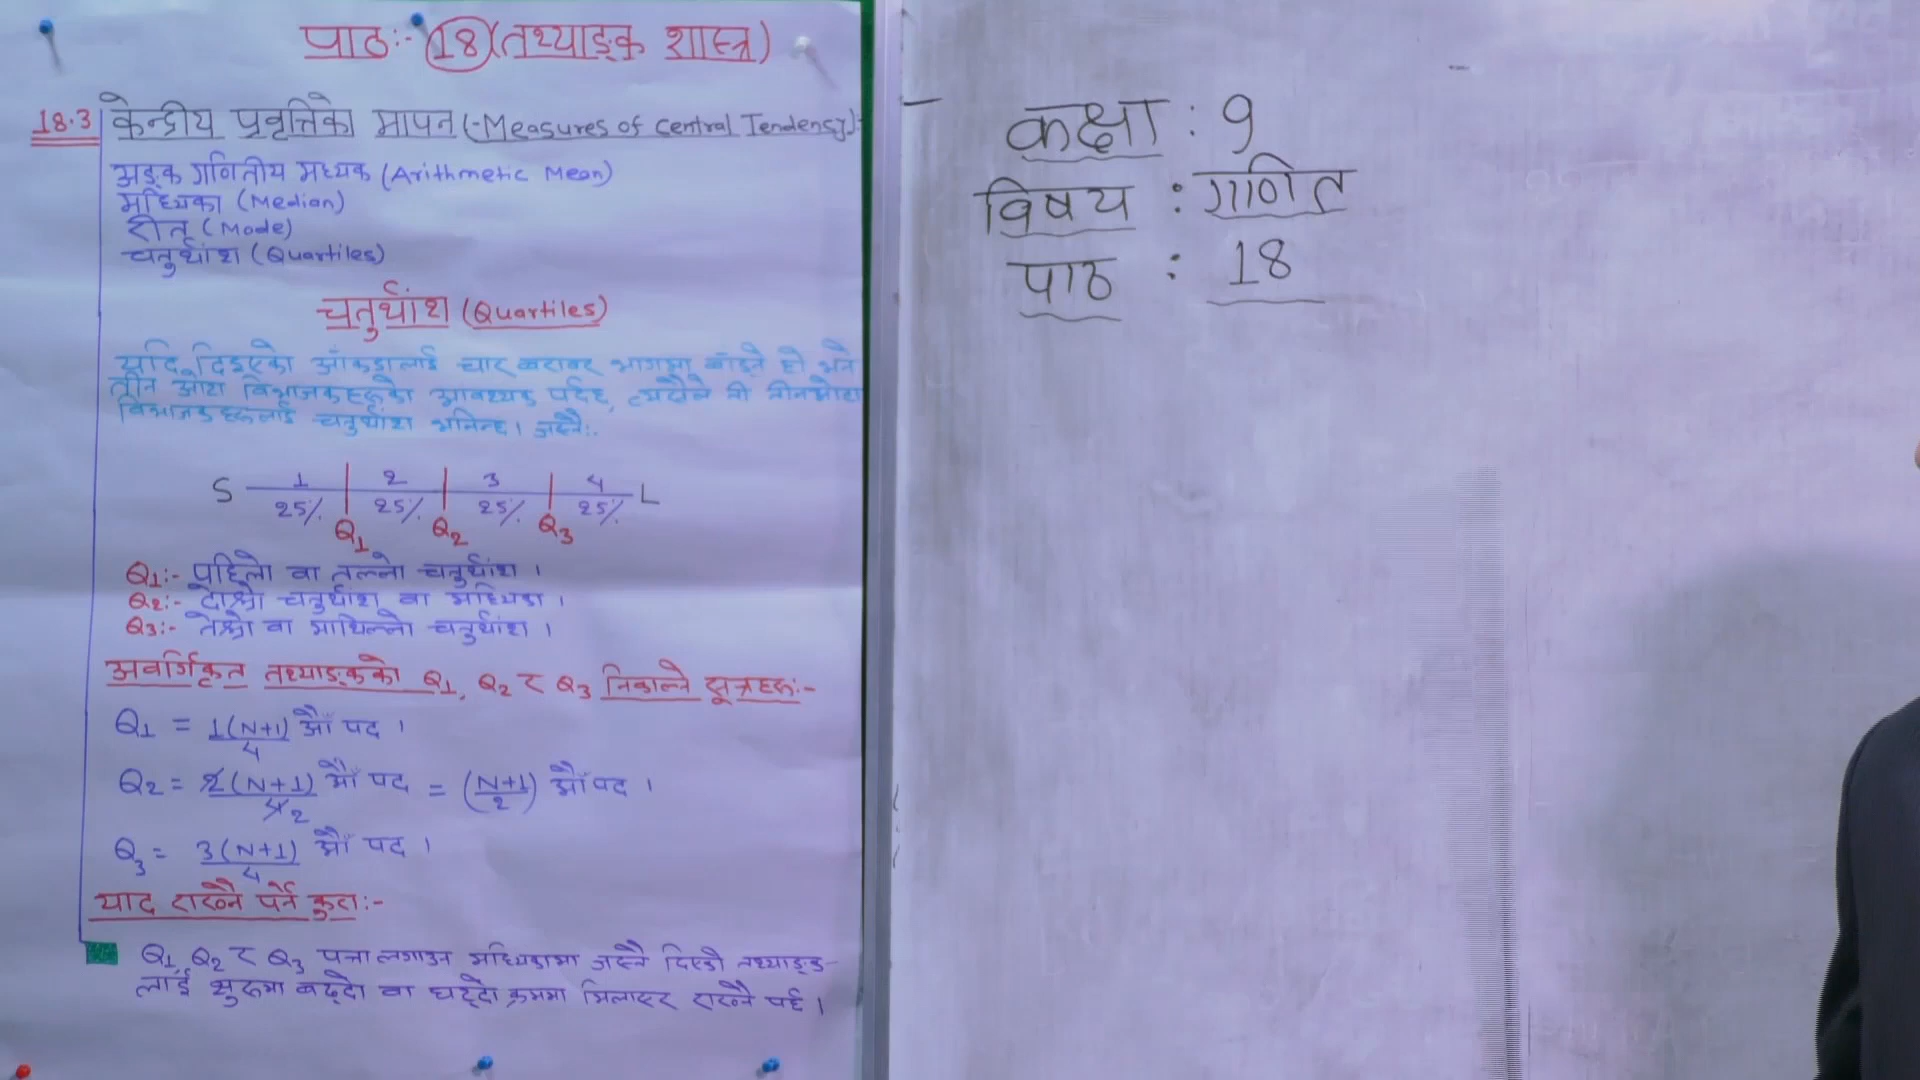 पाठः- 18 (तथ्याङ्क शास्त्र)
18.3 केन्द्रीय प्रवृत्तिको मापन (-Measures of Central Tendency):-
अङ्क गणितीय मध्यक (Arithmetic Mean)
मध्यिका (Median)
रीत (Mode)
चतुर्थांश (Quartiles)
चतुर्थांश (Quartiles)
यदि दिइएको आँकडालाई चार बराबर भागमा बाँड्ने हो भने
तीन ओटा विभाजकहरूको आवश्यक पर्दछ, त्यसैले ती तीनओटा
विभाजकहरूलाई चतुर्थांश भनिन्छ। जस्तैः-
S 1 2 3 4 L
25% 25% 25% 25%
Q1 Q2 Q3
Q1:- पहिलो वा तल्लो चतुर्थांश ।
Q2:- दोश्रो चतुर्थांश वा मध्यिका ।
Q3:- तेश्रो वा माथिल्लो चतुर्थांश ।
अवर्गिकृत तथ्याङ्कको Q1, Q2 र Q3 निकाल्ने सूत्रहरूः-
Q1 = 1(N+1)/4 औं पद ।
Q2 = 2(N+1)/4 2 औं पद = (N+1/2) औं पद ।
Q3 = 3(N+1)/4 औं पद ।
याद राख्नै पर्ने कुराः-
Q1, Q2 र Q3 पत्ता लगाउन मध्यिकामा जस्तै दिएको तथ्याङ्क-
लाई शुरुमा बढ्दो वा घट्दो क्रममा मिलाएर राख्नै पर्छ ।
कक्षा : 9
विषय : गणित
पाठ : 18